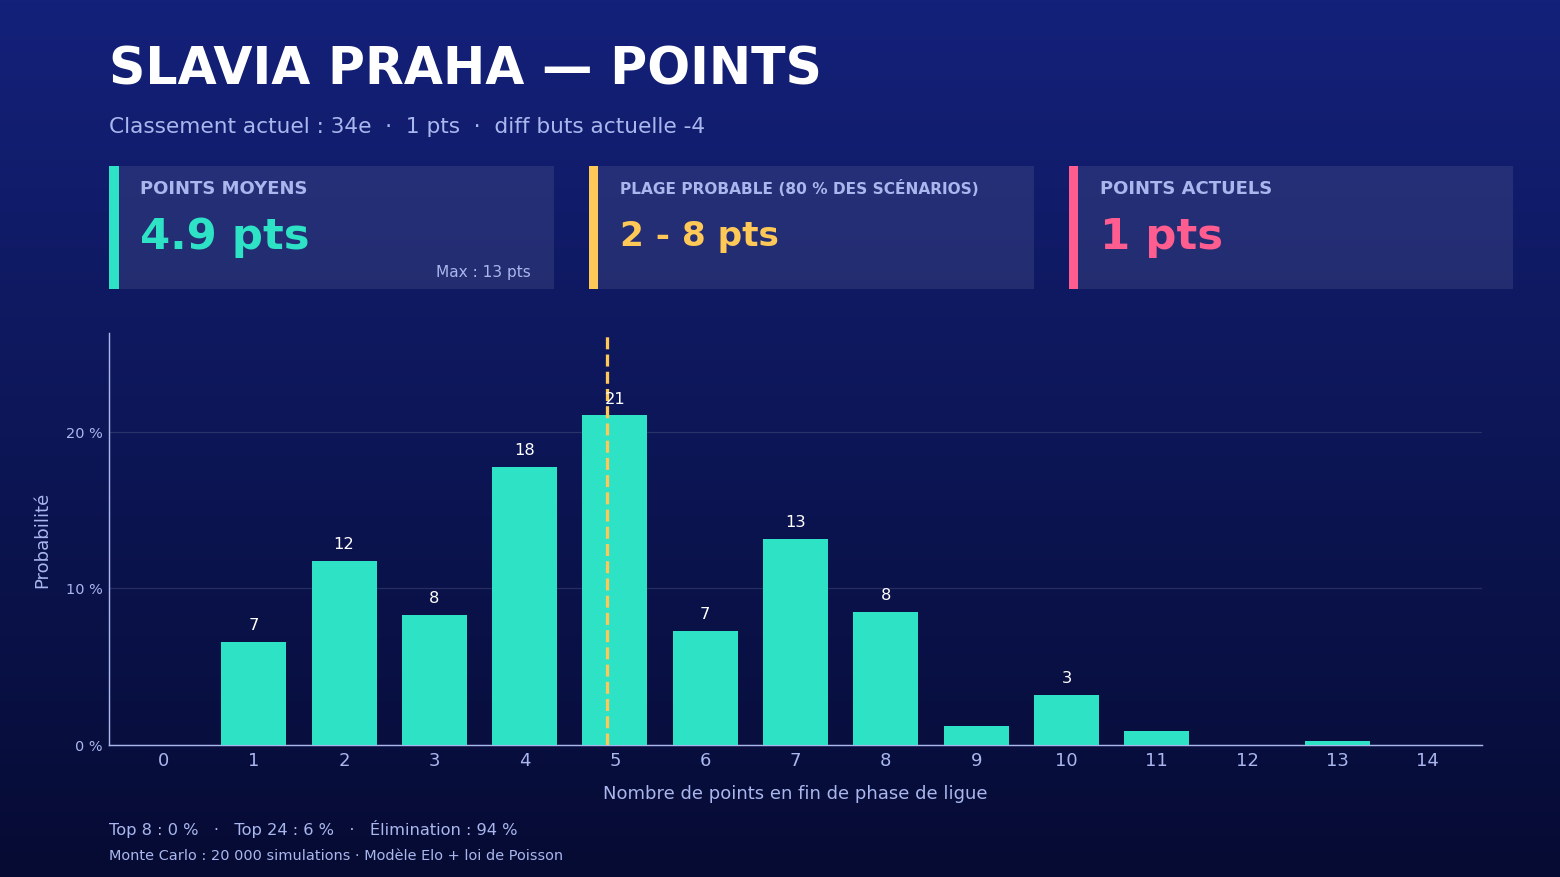 SLAVIA PRAHA — POINTS
Classement actuel : 34e · 1 pts · diff buts actuelle -4
POINTS MOYENS
4.9 pts
Max : 13 pts
PLAGE PROBABLE (80 % DES SCÉNARIOS)
2 - 8 pts
POINTS ACTUELS
1 pts
Probabilité
20 %
10 %
0 %
7
12
8
18
21
7
13
8
3
0 1 2 3 4 5 6 7 8 9 10 11 12 13 14
Nombre de points en fin de phase de ligue
Top 8 : 0 % · Top 24 : 6 % · Élimination : 94 %
Monte Carlo : 20 000 simulations · Modèle Elo + loi de Poisson